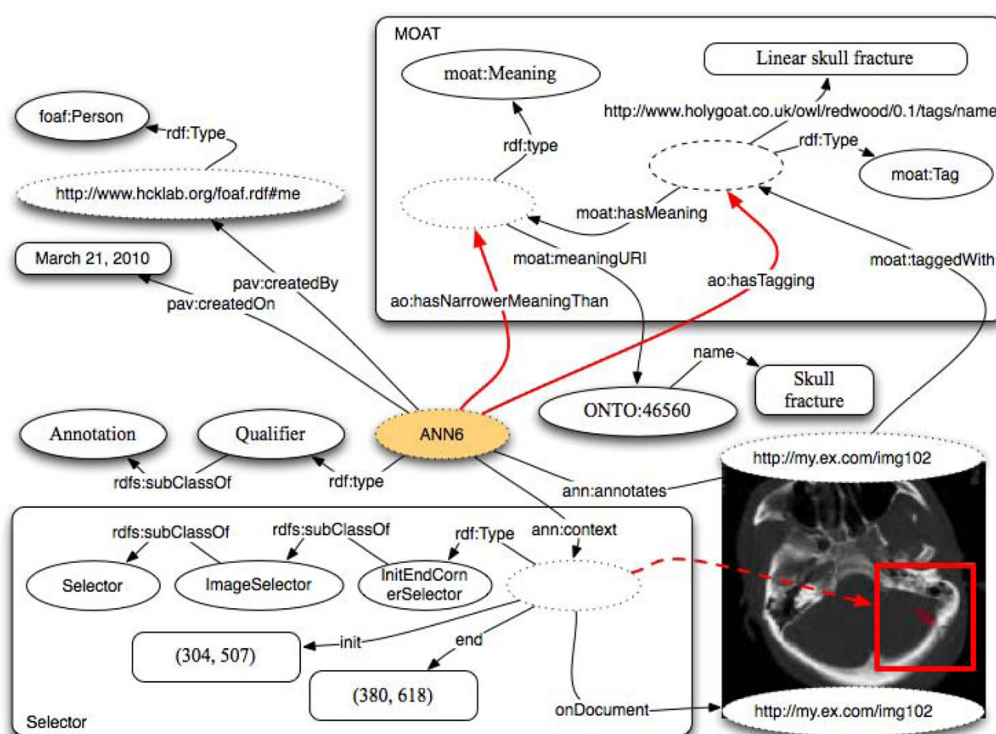 MOAT
Linear skull fracture
moat:Meaning
http://www.holygoat.co.uk/owl/redwood/0.1/tags/name
foaf:Person
rdf:Type
rdf:type
rdf:Type
moat:Tag
http://www.hcklab.org/foaf.rdf#me
moat:hasMeaning
March 21, 2010
pav:createdBy
moat:meaningURI
moat:taggedWith
pav:createdOn
ao:hasNarrowerMeaningThan
ao:hasTagging
name
Skull
fracture
ONTO:46560
Annotation
Qualifier
ANN6
rdfs:subClassOf
rdf:type
ann:annotates
http://my.ex.com/img102
rdfs:subClassOf
rdfs:subClassOf
rdf:Type
ann:context
Selector
ImageSelector
InitEndCorn
erSelector
init
end
(304, 507)
(380, 618)
onDocument
http://my.ex.com/img102
Selector